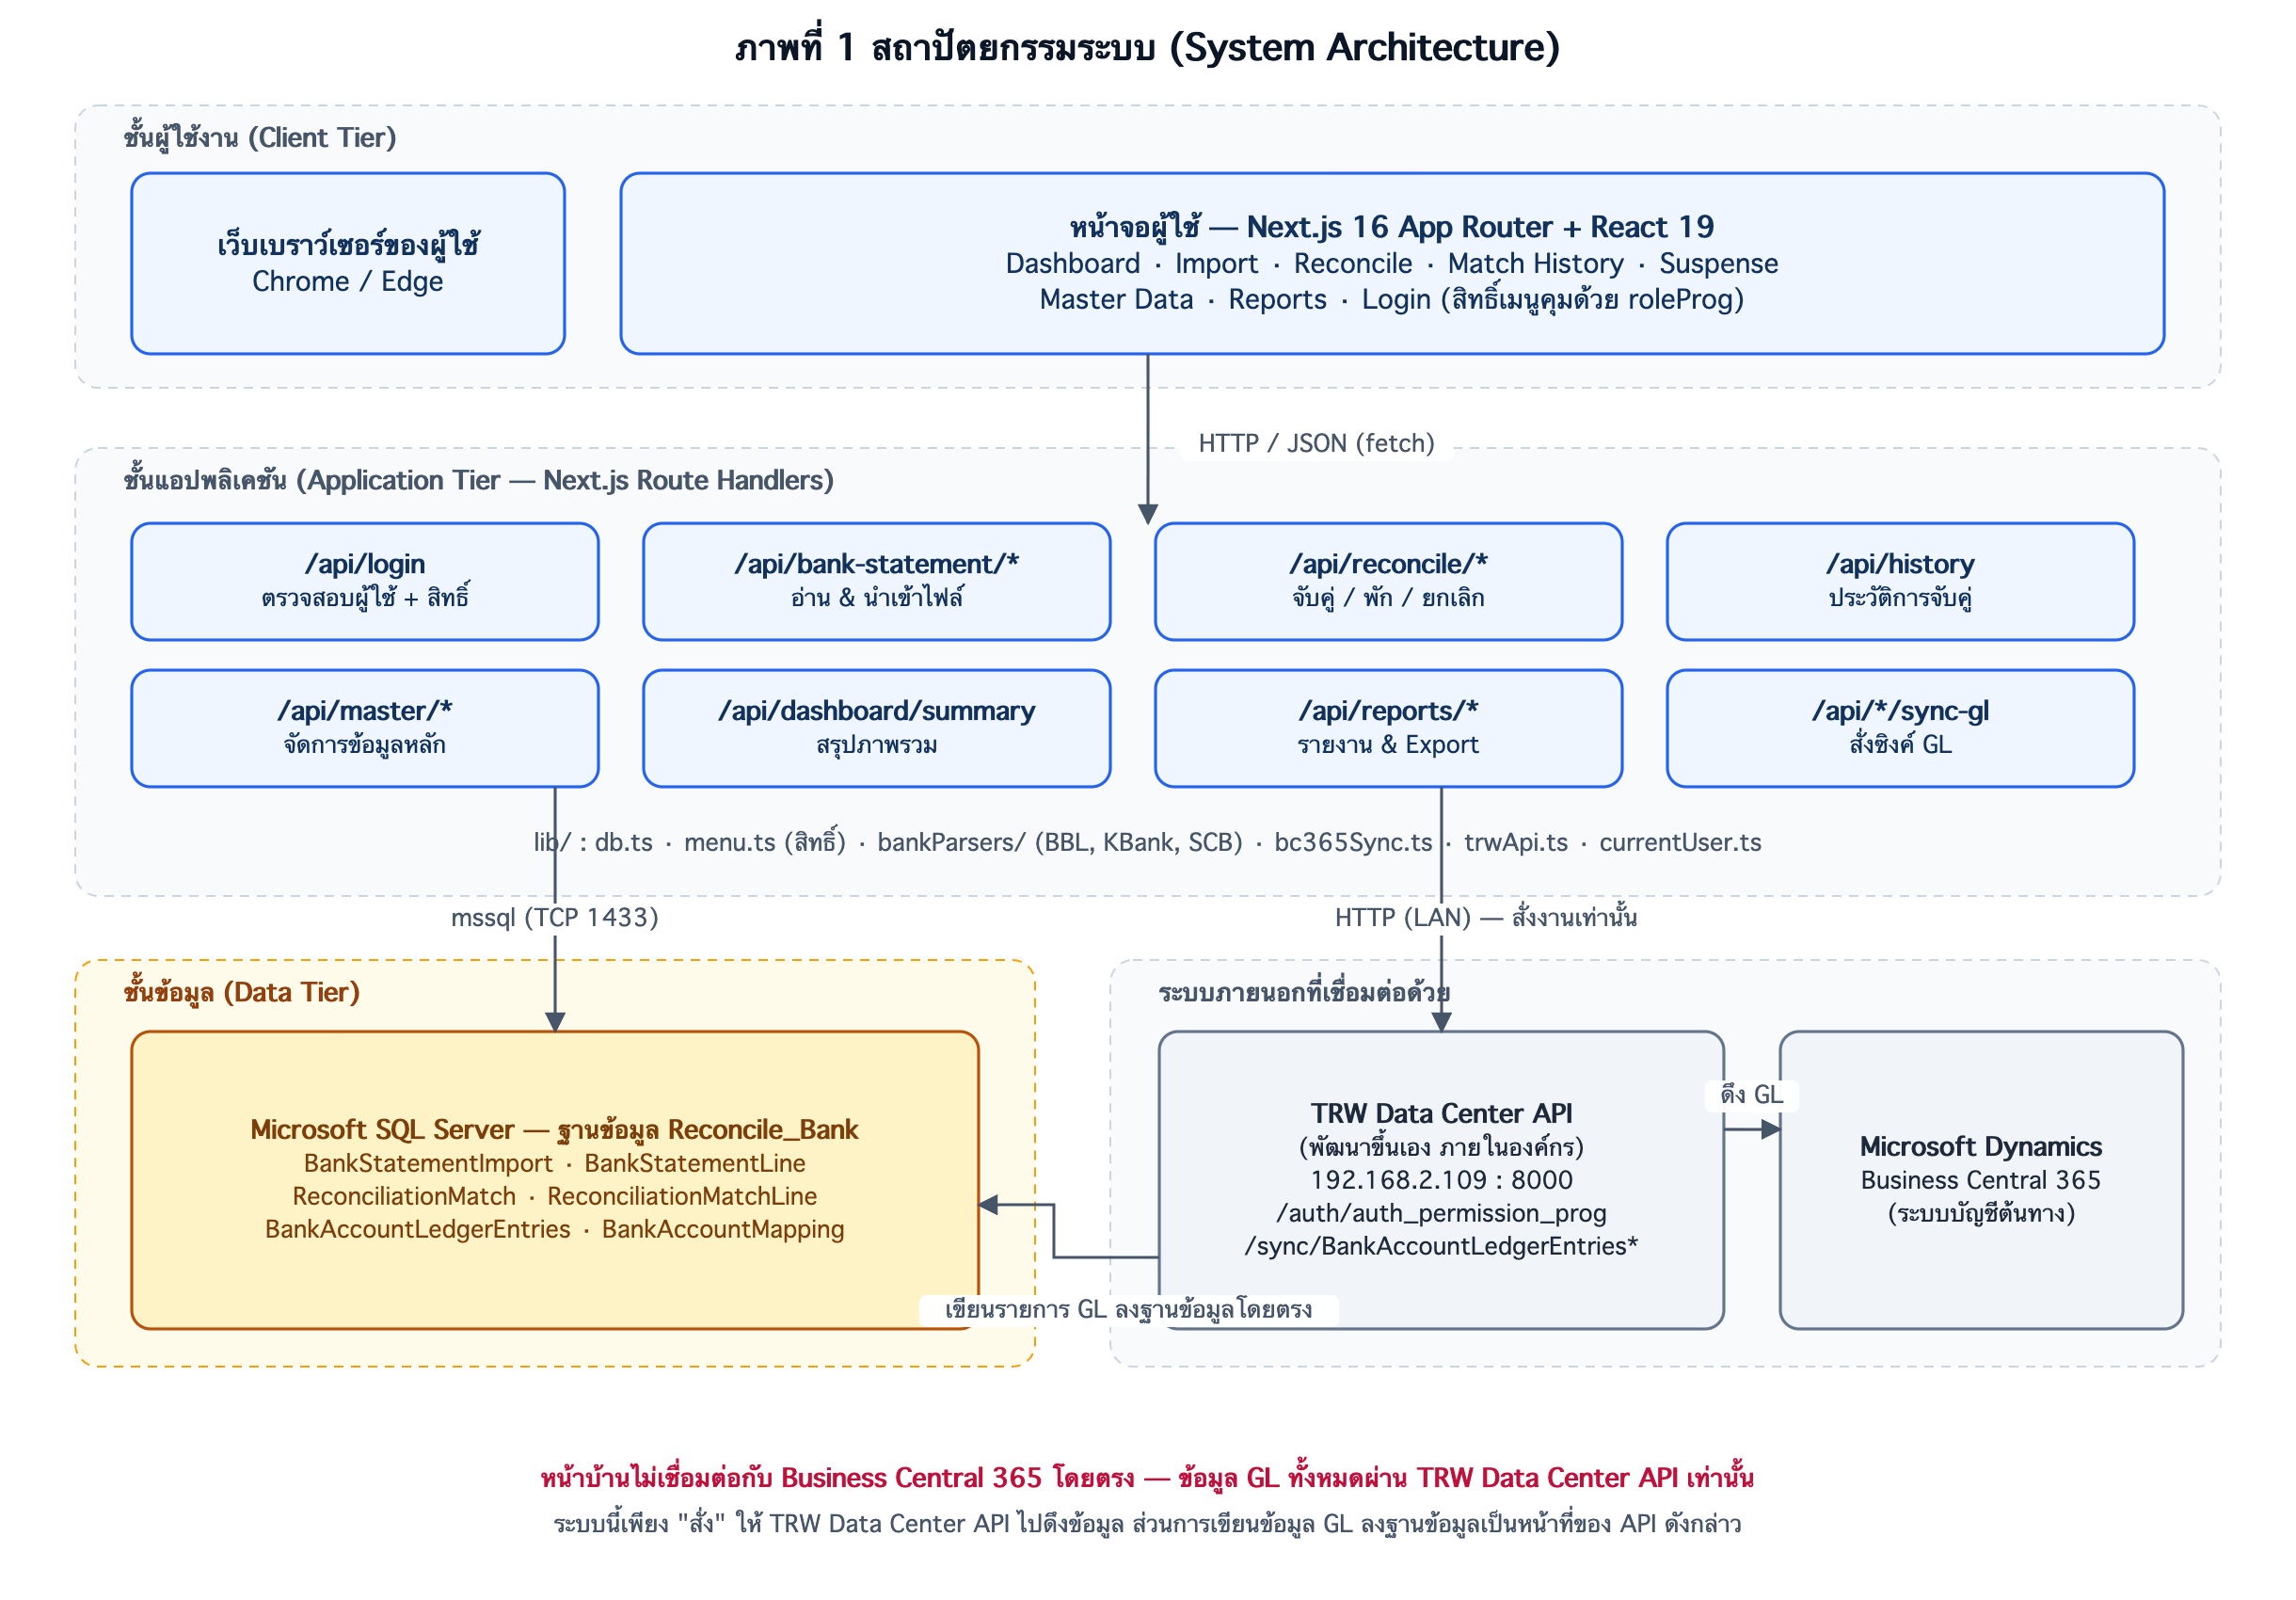 ภาพที่ 1 สถาปัตยกรรมระบบ (System Architecture)
ชั้นผู้ใช้งาน (Client Tier)
เว็บเบราว์เซอร์ของผู้ใช้
Chrome / Edge
หน้าจอผู้ใช้ — Next.js 16 App Router + React 19
Dashboard · Import · Reconcile · Match History · Suspense
Master Data · Reports · Login (สิทธิ์เมนูคุมด้วย roleProg)
HTTP / JSON (fetch)
ชั้นแอปพลิเคชัน (Application Tier — Next.js Route Handlers)
/api/login
ตรวจสอบผู้ใช้ + สิทธิ์
/api/bank-statement/*
อ่าน & นำเข้าไฟล์
/api/reconcile/*
จับคู่ / พัก / ยกเลิก
/api/history
ประวัติการจับคู่
/api/master/*
จัดการข้อมูลหลัก
/api/dashboard/summary
สรุปภาพรวม
/api/reports/*
รายงาน & Export
/api/*/sync-gl
สั่งซิงค์ GL
lib/ : db.ts · menu.ts (สิทธิ์) · bankParsers/ (BBL, KBank, SCB) · bc365Sync.ts · trwApi.ts · currentUser.ts
mssql (TCP 1433)
HTTP (LAN) — สั่งงานเท่านั้น
ชั้นข้อมูล (Data Tier)
Microsoft SQL Server — ฐานข้อมูล Reconcile_Bank
BankStatementImport · BankStatementLine
ReconciliationMatch · ReconciliationMatchLine
BankAccountLedgerEntries · BankAccountMapping
ระบบภายนอกที่เชื่อมต่อด้วย
TRW Data Center API
(พัฒนาขึ้นเอง ภายในองค์กร)
192.168.2.109 : 8000
/auth/auth_permission_prog
/sync/BankAccountLedgerEntries*
ดึง GL
Microsoft Dynamics
Business Central 365
(ระบบบัญชีต้นทาง)
เขียนรายการ GL ลงฐานข้อมูลโดยตรง
หน้าบ้านไม่เชื่อมต่อกับ Business Central 365 โดยตรง — ข้อมูล GL ทั้งหมดผ่าน TRW Data Center API เท่านั้น
ระบบนี้เพียง "สั่ง" ให้ TRW Data Center API ไปดึงข้อมูล ส่วนการเขียนข้อมูล GL ลงฐานข้อมูลเป็นหน้าที่ของ API ดังกล่าว